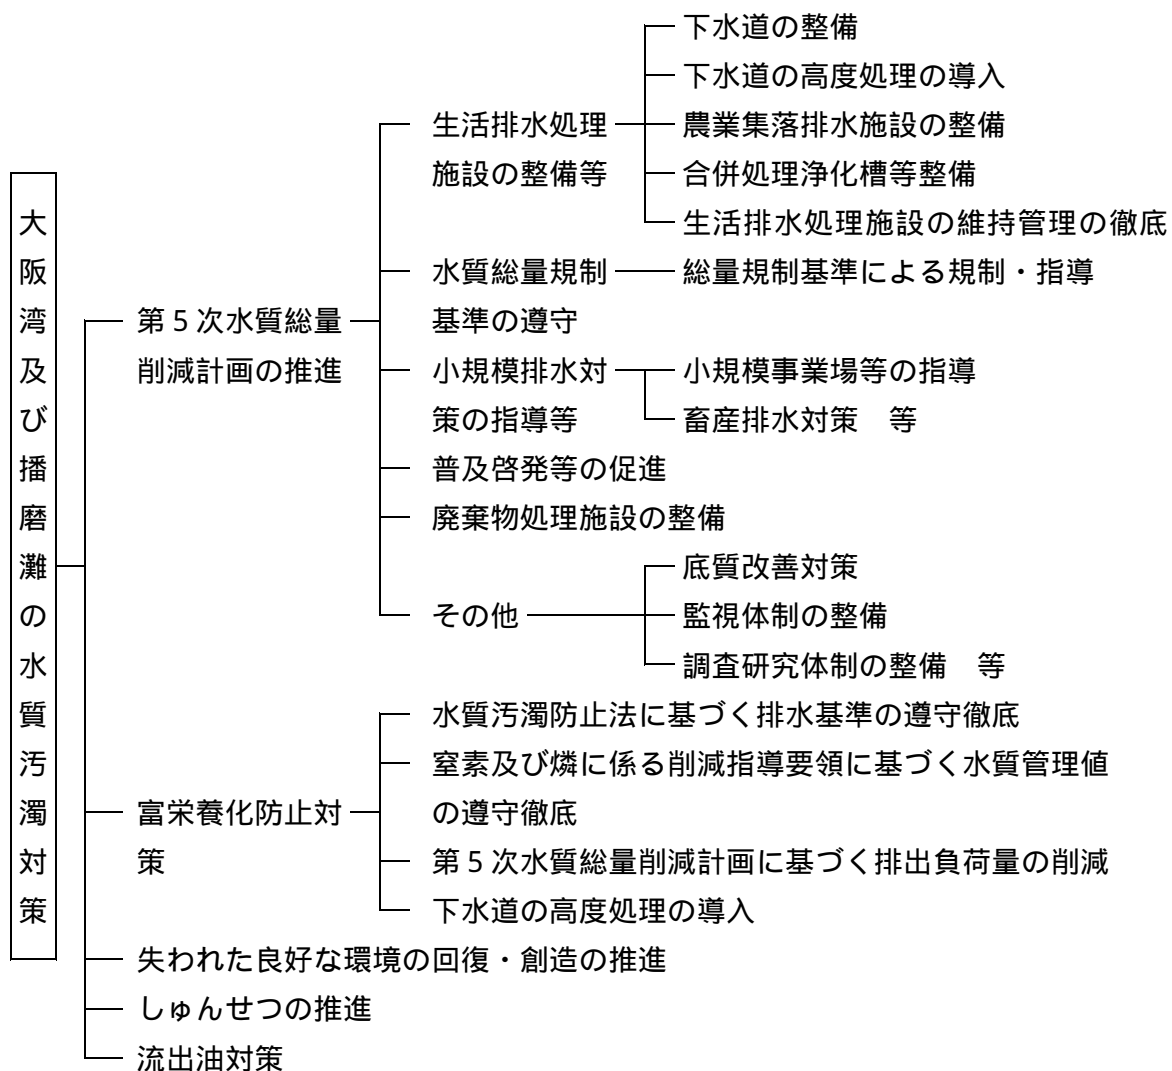 大阪湾及び播磨灘の水質汚濁対策
第5次水質総量
削減計画の推進
生活排水処理
施設の整備等
下水道の整備
下水道の高度処理の導入
農業集落排水施設の整備
合併処理浄化槽等整備
生活排水処理施設の維持管理の徹底
水質総量規制
基準の遵守
総量規制基準による規制・指導
小規模排水対
策の指導等
小規模事業場等の指導
畜産排水対策　等
普及啓発等の促進
廃棄物処理施設の整備
その他
底質改善対策
監視体制の整備
調査研究体制の整備　等
富栄養化防止対
策
水質汚濁防止法に基づく排水基準の遵守徹底
窒素及び燐に係る削減指導要領に基づく水質管理値
の遵守徹底
第5次水質総量削減計画に基づく排出負荷量の削減
下水道の高度処理の導入
失われた良好な環境の回復・創造の推進
しゅんせつの推進
流出油対策